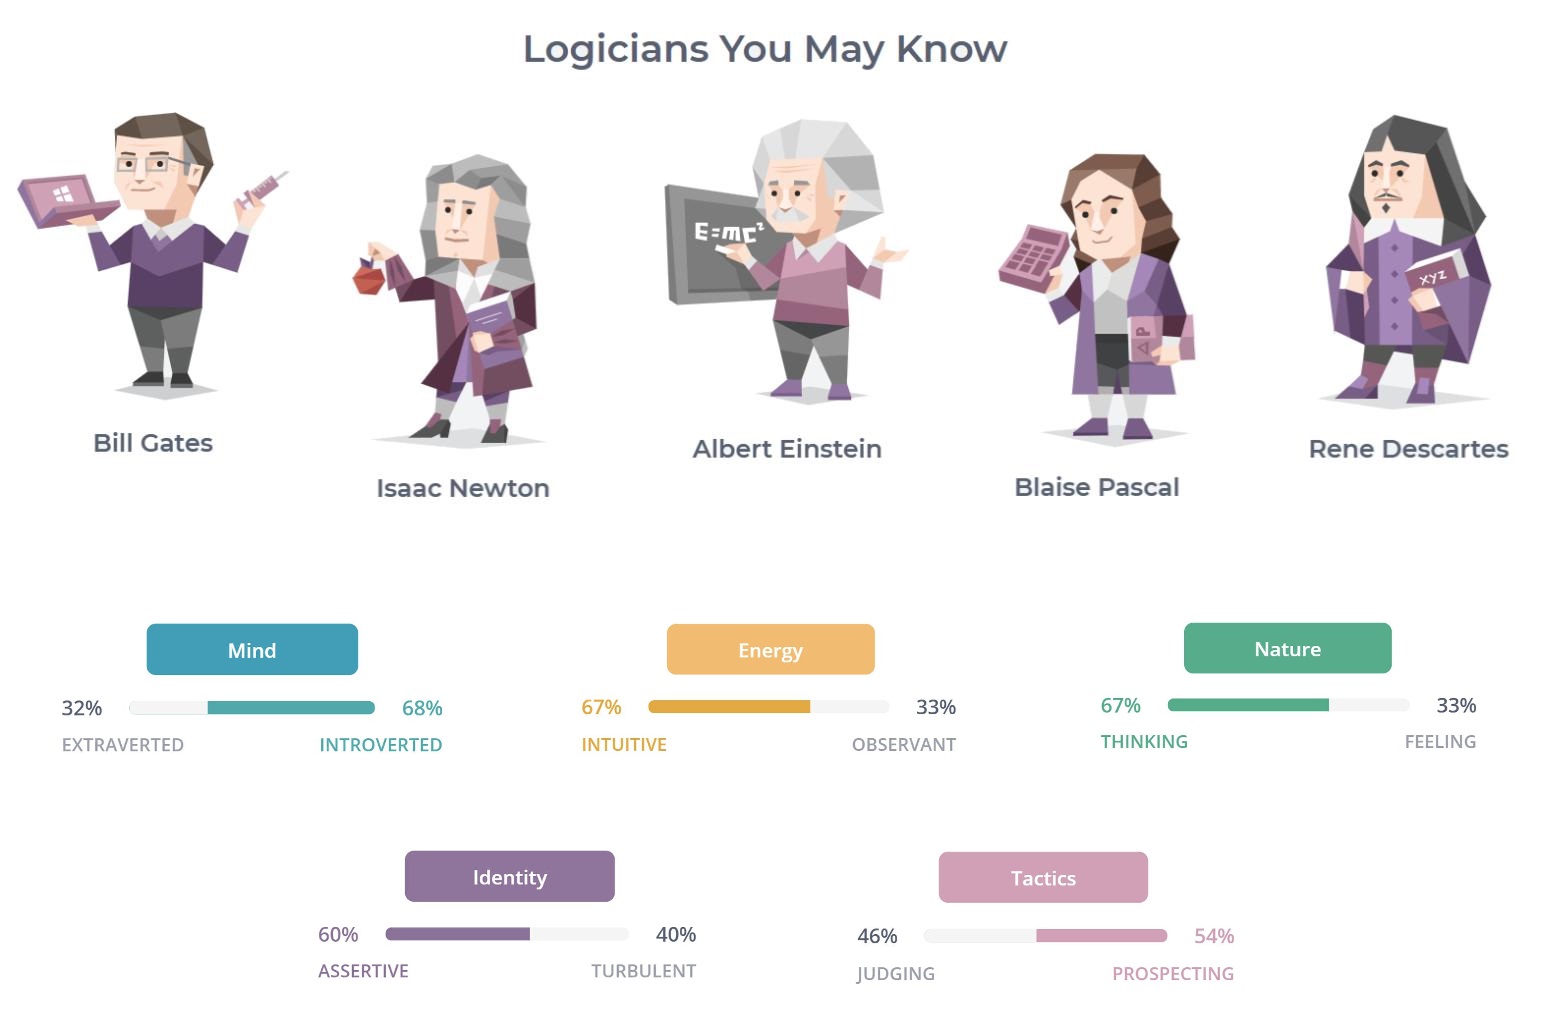 Logicians You May Know
E=mc²
XYZ
P
Bill Gates
Isaac Newton
Albert Einstein
Blaise Pascal
Rene Descartes
Mind
32% 68%
EXTRAVERTED INTROVERTED
Energy
67% 33%
INTUITIVE OBSERVANT
Nature
67% 33%
THINKING FEELING
Identity
60% 40%
ASSERTIVE TURBULENT
Tactics
46% 54%
JUDGING PROSPECTING